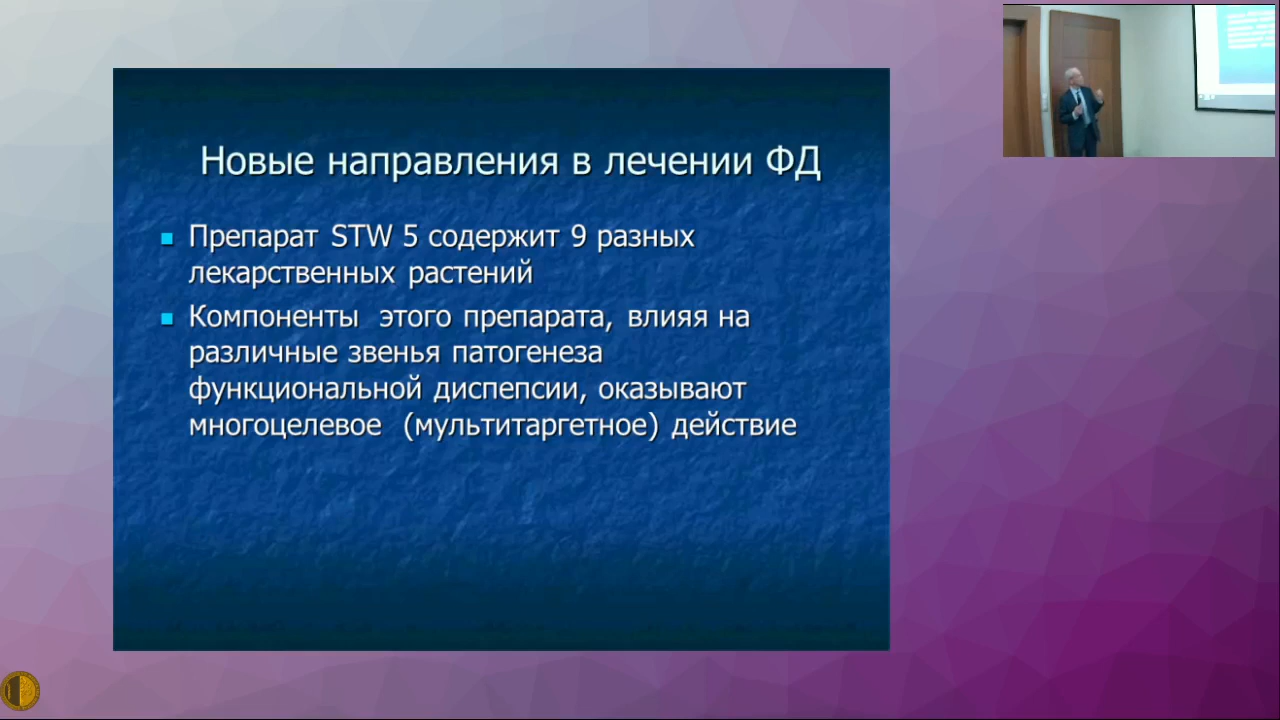 Новые направления в лечении ФД
Препарат STW 5 содержит 9 разных
лекарственных растений
Компоненты этого препарата, влияя на
различные звенья патогенеза
функциональной диспепсии, оказывают
многоцелевое (мультитаргетное) действие